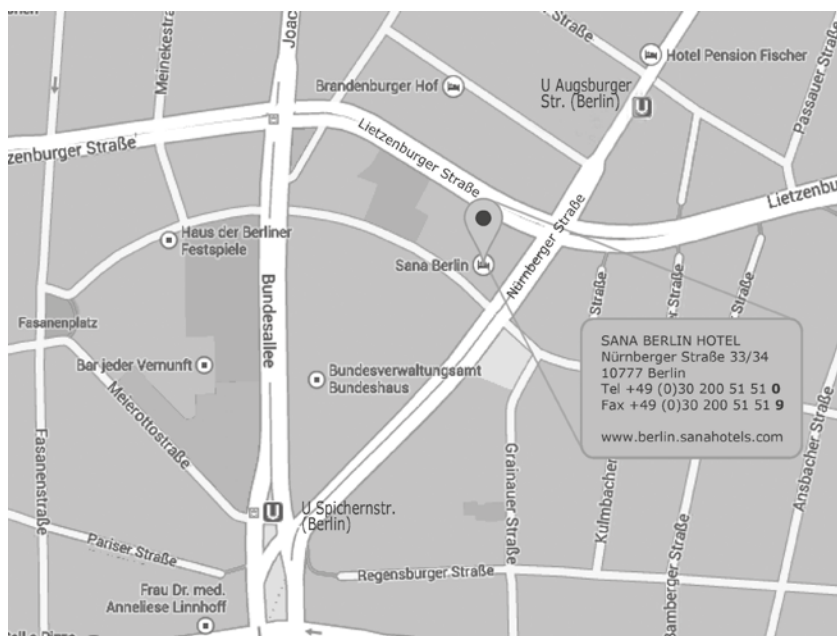 Meinekestraße
Joac
Straße
Hotel Pension Fischer
Brandenburger Hof
U Augsburger
Str. (Berlin)
U
Passauer Straße
tzenburger Straße
Lietzenburger Straße
Lietzenburger
Nürnberger Straße
Haus der Berliner
Festspiele
Sana Berlin
Bundesallee
Straße
Straße
Fasanenplatz
SANA BERLIN HOTEL
Nürnberger Straße 33/34
10777 Berlin
Tel +49 (0)30 200 51 51 0
Fax +49 (0)30 200 51 51 9
www.berlin.sanahotels.com
Bar jeder Vernunft
Bundesverwaltungsamt
Bundeshaus
Meierottostraße
Fasanenstraße
Grainauer Straße
Kulmbacher
Ansbacher Straße
U
U Spichernstr.
(Berlin)
Pariser Straße
Regensburger Straße
Bamberger Straße
Frau Dr. med.
Anneliese Linnhoff